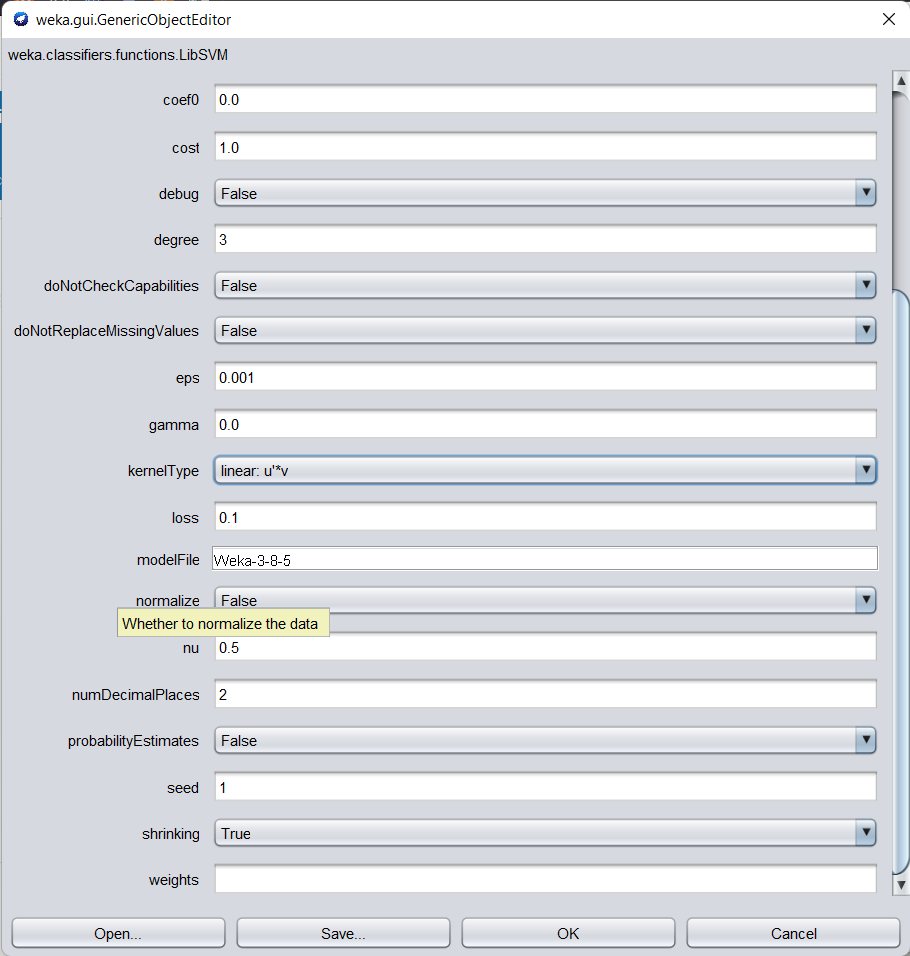 weka.gui.GenericObjectEditor
weka.classifiers.functions.LibSVM
coef0 0.0
cost 1.0
debug False
degree 3
doNotCheckCapabilities False
doNotReplaceMissingValues False
eps 0.001
gamma 0.0
kernelType linear: u'*v
loss 0.1
modelFile Weka-3-8-5
normalize False
Whether to normalize the data
nu 0.5
numDecimalPlaces 2
probabilityEstimates False
seed 1
shrinking True
weights
Open... Save... OK Cancel